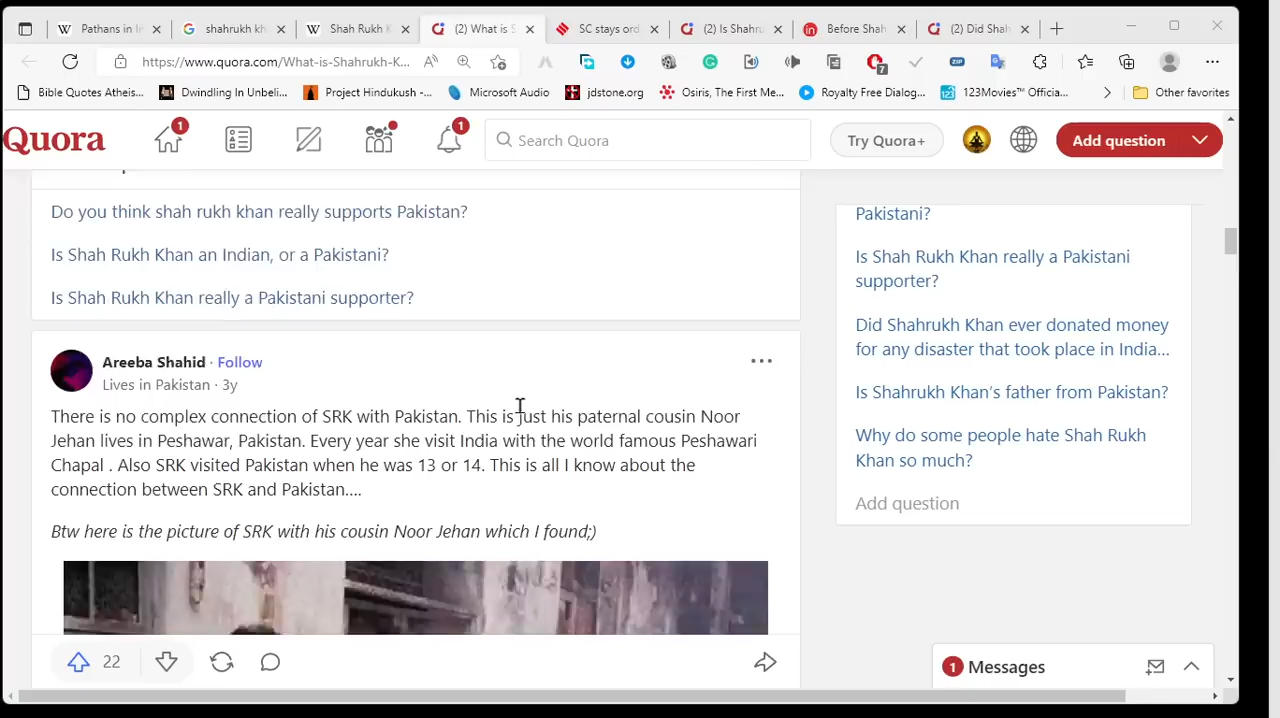 Pathans in I
shahrukh kh
Shah Rukh K
(2) What is S
SC stays ord
(2) Is Shahru
Before Shah
(2) Did Shah
https://www.quora.com/What-is-Shahrukh-K...
7
ZIP
Bible Quotes Atheis...
Dwindling In Unbeli...
Project Hindukush -...
Microsoft Audio
jdstone.org
Osiris, The First Me...
Royalty Free Dialog...
123Movies™ Officia...
Other favorites
Quora
1
1
Search Quora
Try Quora+
Add question
Do you think shah rukh khan really supports Pakistan?
Is Shah Rukh Khan an Indian, or a Pakistani?
Is Shah Rukh Khan really a Pakistani supporter?
Areeba Shahid · Follow
Lives in Pakistan · 3y
There is no complex connection of SRK with Pakistan. This is just his paternal cousin Noor
Jehan lives in Peshawar, Pakistan. Every year she visit India with the world famous Peshawari
Chapal . Also SRK visited Pakistan when he was 13 or 14. This is all I know about the
connection between SRK and Pakistan....
Btw here is the picture of SRK with his cousin Noor Jehan which I found;)
22
Pakistani?
Is Shah Rukh Khan really a Pakistani
supporter?
Did Shahrukh Khan ever donated money
for any disaster that took place in India...
Is Shahrukh Khan's father from Pakistan?
Why do some people hate Shah Rukh
Khan so much?
Add question
1 Messages